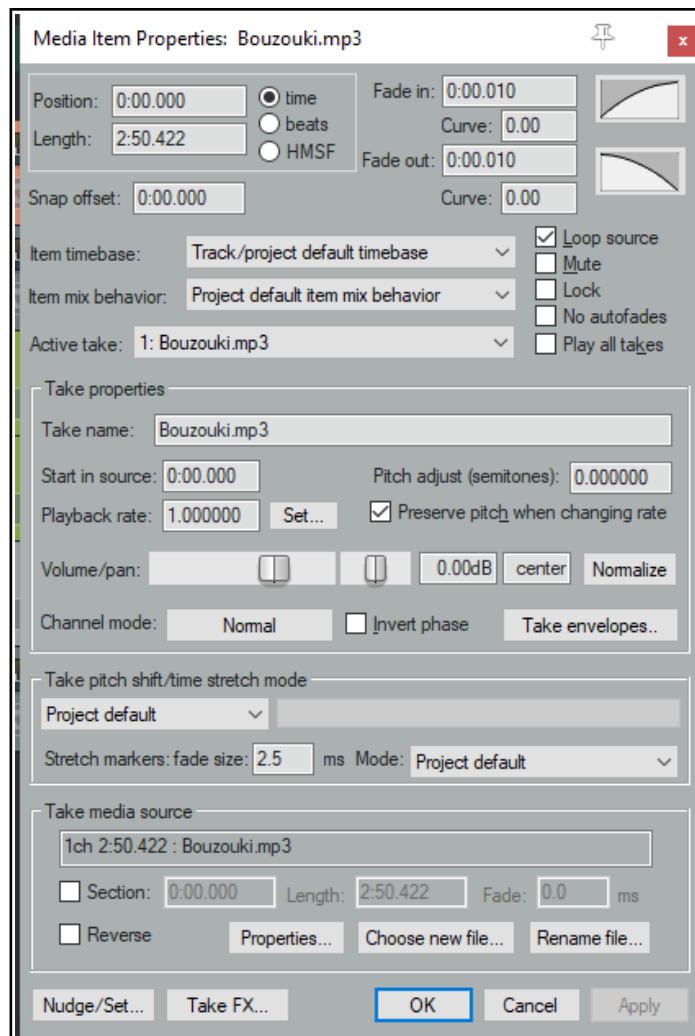 Media Item Properties: Bouzouki.mp3
x
Position: 0:00.000 time Fade in: 0:00.010
beats Curve: 0.00
Length: 2:50.422 HMSF Fade out: 0:00.010
Snap offset: 0:00.000 Curve: 0.00
Item timebase: Track/project default timebase Loop source
Mute
Item mix behavior: Project default item mix behavior Lock
No autofades
Active take: 1: Bouzouki.mp3 Play all takes
Take properties
Take name: Bouzouki.mp3
Start in source: 0:00.000 Pitch adjust (semitones): 0.000000
Playback rate: 1.000000 Set... Preserve pitch when changing rate
Volume/pan: 0.00dB center Normalize
Channel mode: Normal Invert phase Take envelopes..
Take pitch shift/time stretch mode
Project default
Stretch markers: fade size: 2.5 ms Mode: Project default
Take media source
1ch 2:50.422 : Bouzouki.mp3
Section: 0:00.000 Length: 2:50.422 Fade: 0.0 ms
Reverse Properties... Choose new file... Rename file...
Nudge/Set... Take FX... OK Cancel Apply